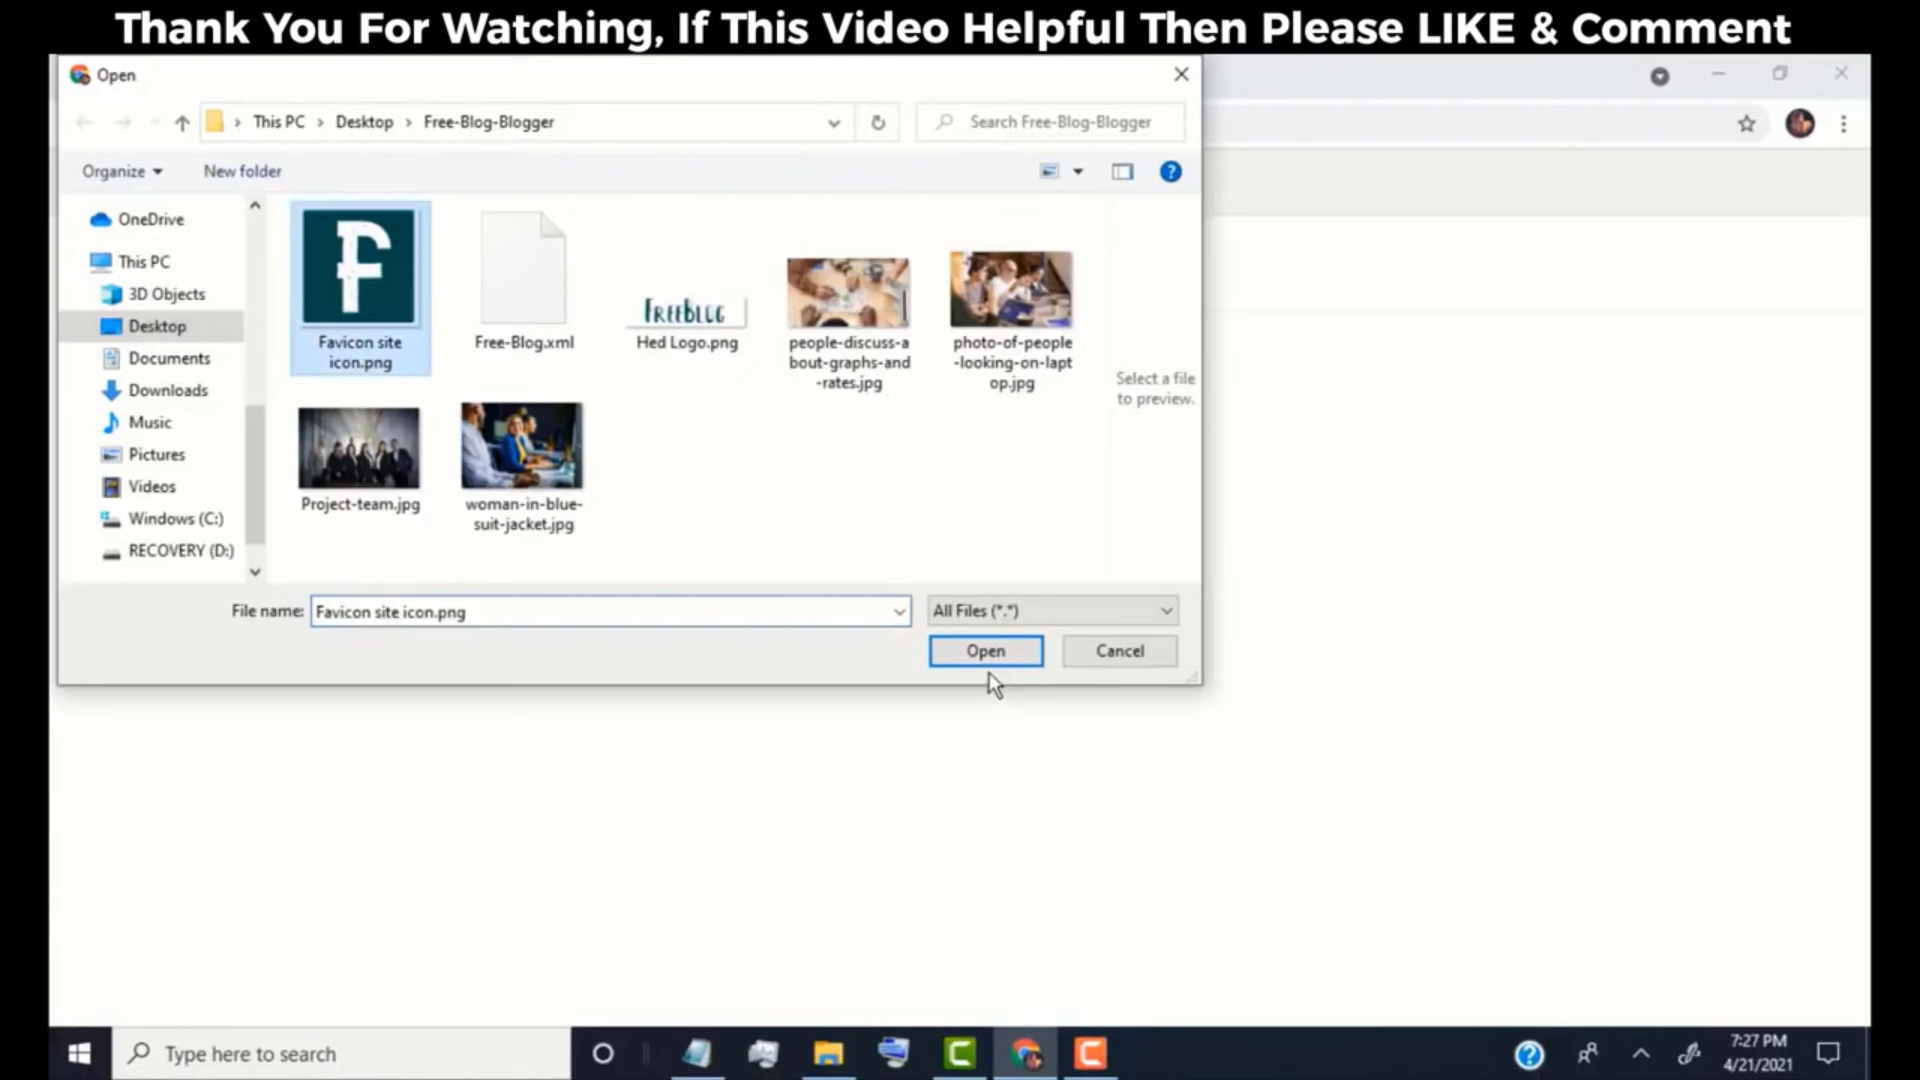 Thank You For Watching, If This Video Helpful Then Please LIKE & Comment
Open
This PC > Desktop > Free-Blog-Blogger
Search Free-Blog-Blogger
Organize
New folder
OneDrive
This PC
3D Objects
Desktop
Documents
Downloads
Music
Pictures
Videos
Windows (C:)
RECOVERY (D:)
F
Favicon site
icon.png
Free-Blog.xml
FREEBLOG
Hed Logo.png
people-discuss-a
bout-graphs-and
-rates.jpg
photo-of-people
-looking-on-lapt
op.jpg
Project-team.jpg
woman-in-blue-
suit-jacket.jpg
Select a file
to preview.
File name:
Favicon site icon.png
All Files (*.*)
Open
Cancel
Type here to search
7:27 PM
4/21/2021